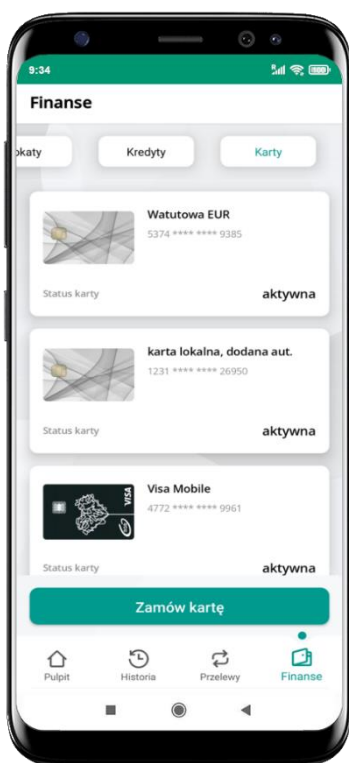 9:34
Finanse
okaty
Kredyty
Karty
Watutowa EUR
5374 **** **** 9385
Status karty
aktywna
karta lokalna, dodana aut.
1231 **** **** 26950
Status karty
aktywna
VISA
Visa Mobile
4772 **** **** 9961
Status karty
aktywna
Zamów kartę
Pulpit
Historia
Przelewy
Finanse